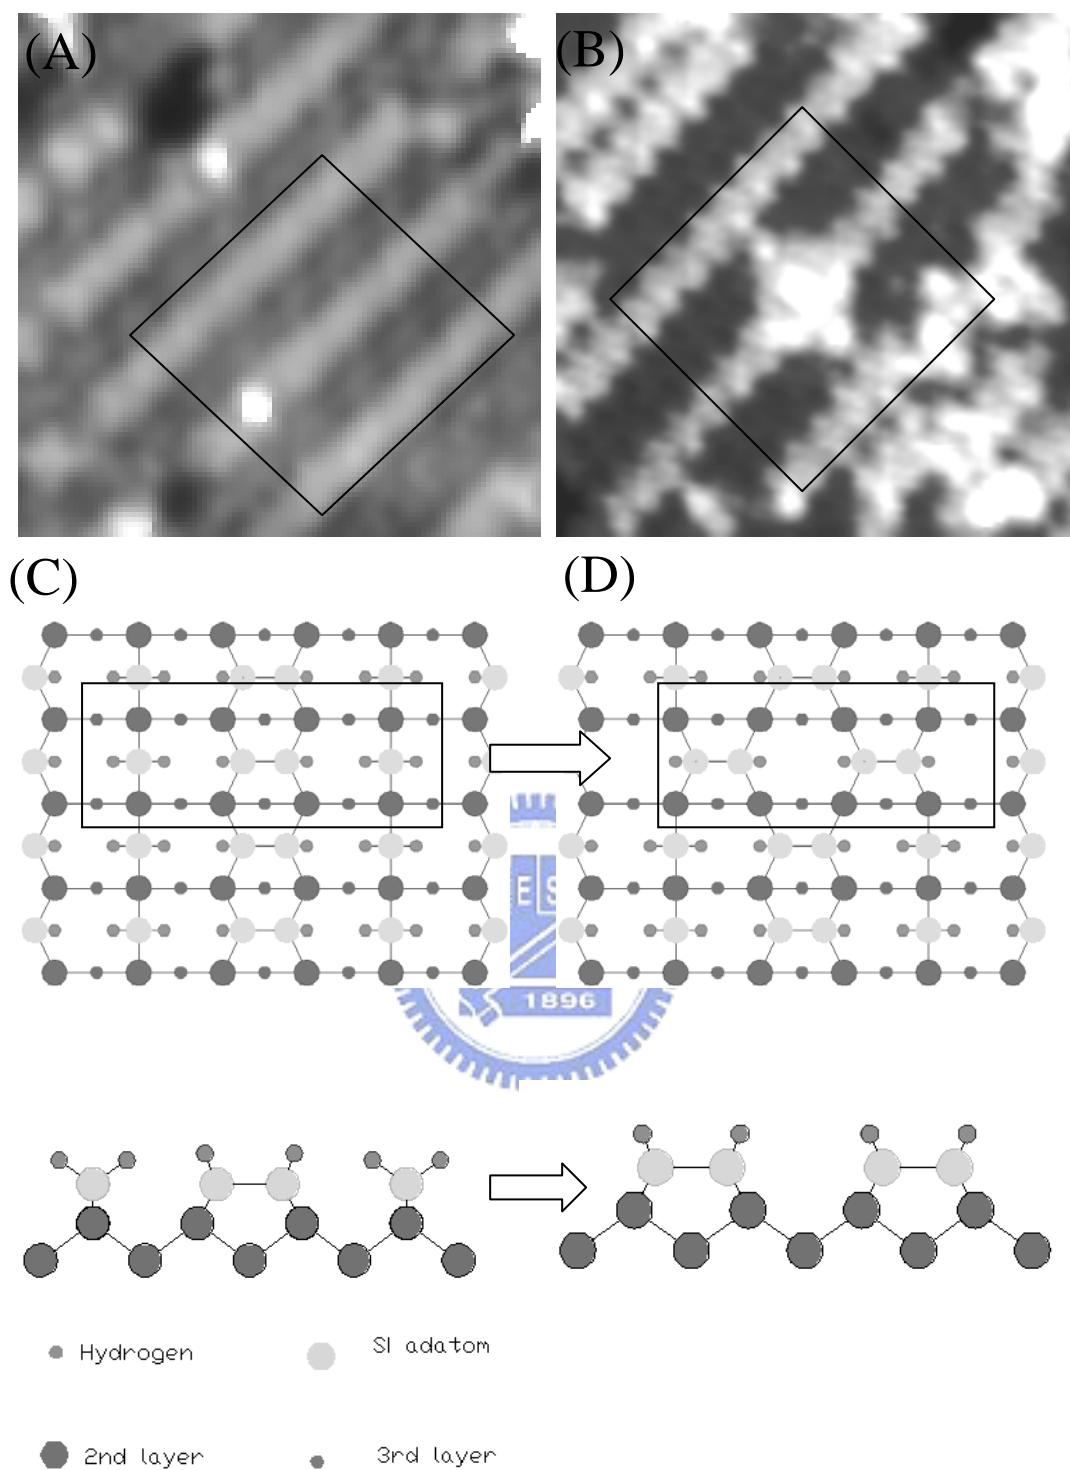 (A)
(B)
(C)
(D)
E S
1896
Hydrogen
SI adatom
2nd layer
3rd layer